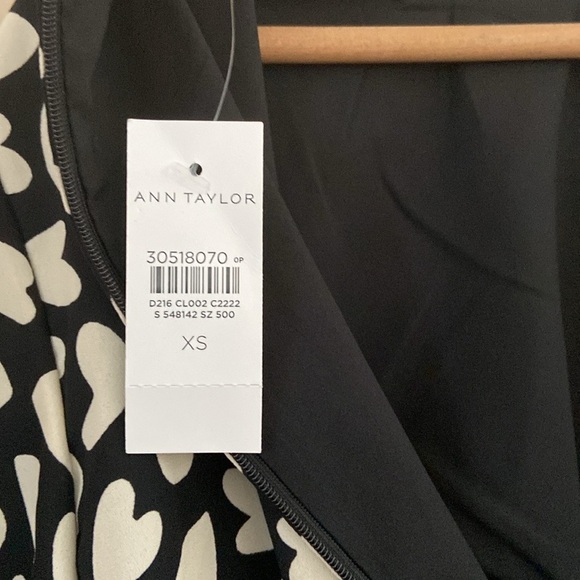 ANN TAYLOR
30518070 0P
D216 CL002 C2222
S 548142 SZ 500
XS